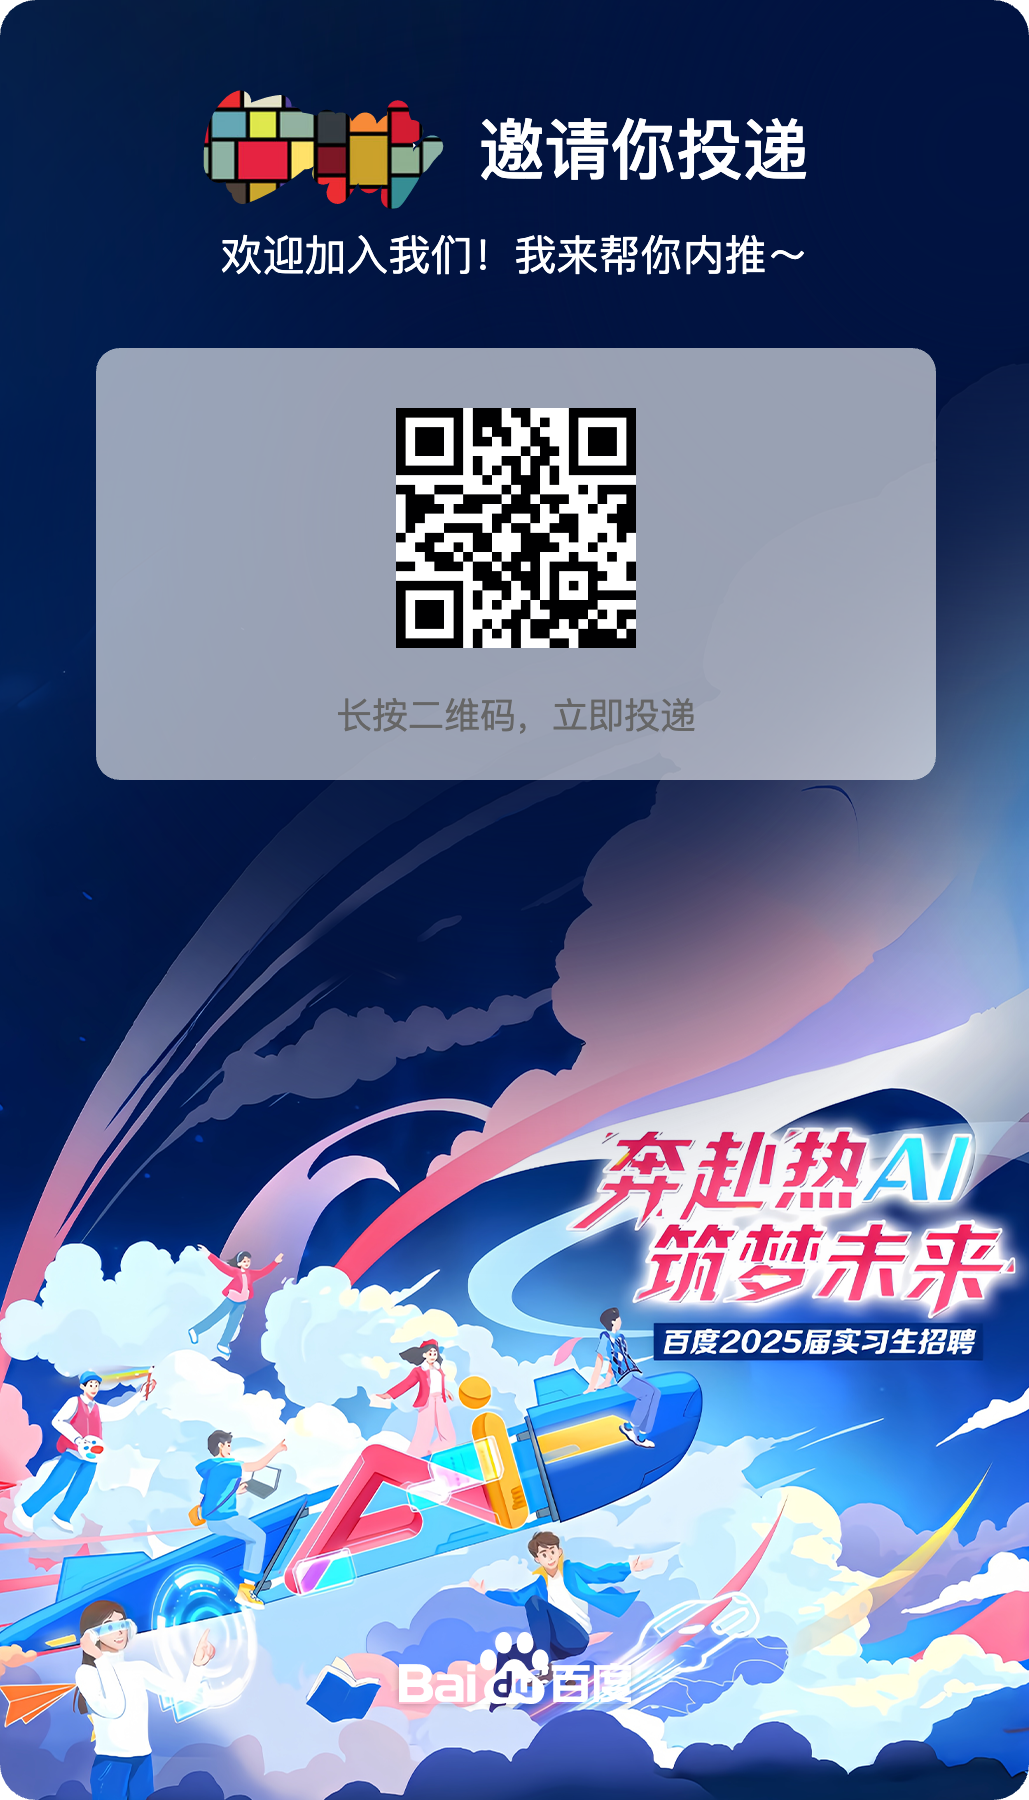 邀请你投递
欢迎加入我们！我来帮你内推～
长按二维码，立即投递
奔赴热AI
筑梦未来
百度2025届实习生招聘
Bai du 百度